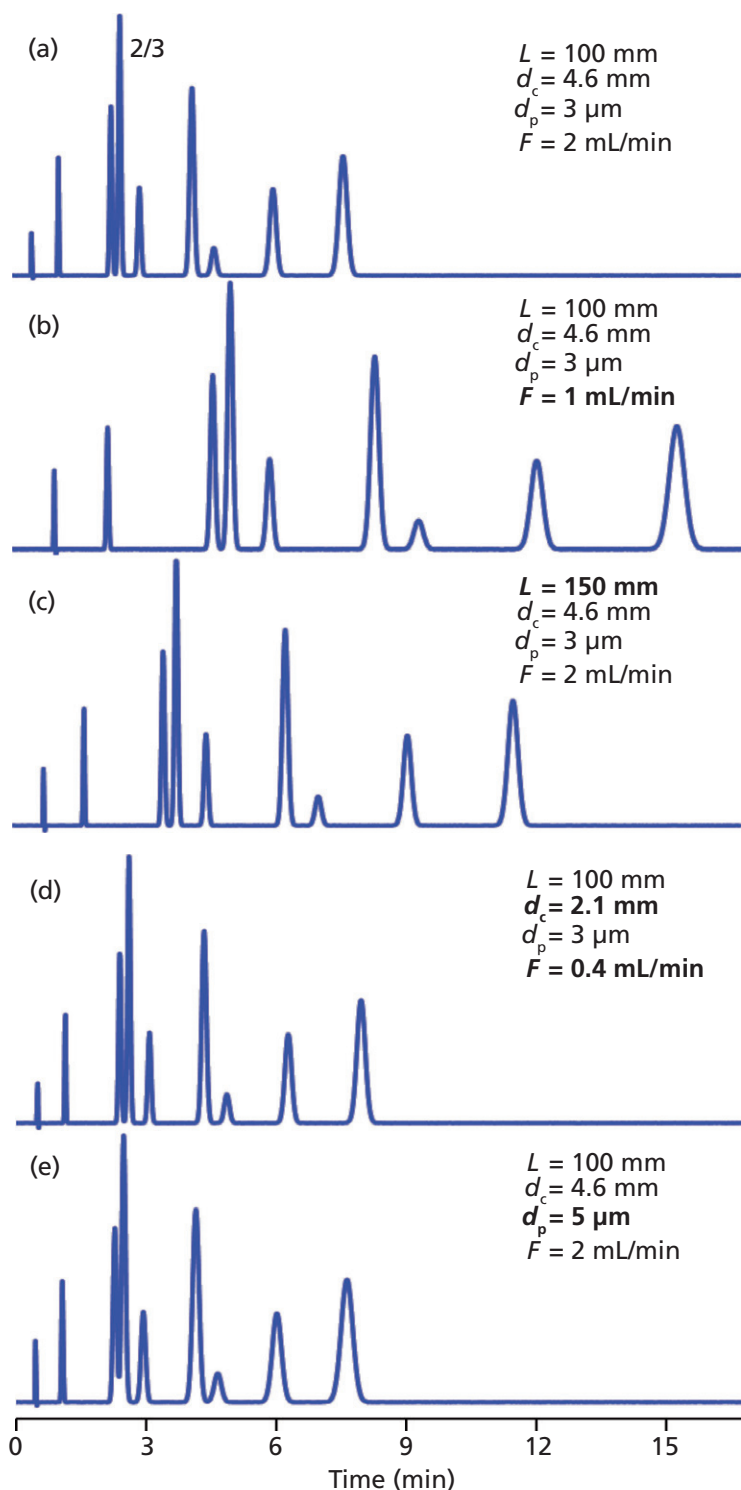 (a)
2/3
L = 100 mm
dc = 4.6 mm
dp = 3 μm
F = 2 mL/min
(b)
L = 100 mm
dc = 4.6 mm
dp = 3 μm
F = 1 mL/min
(c)
L = 150 mm
dc = 4.6 mm
dp = 3 μm
F = 2 mL/min
(d)
L = 100 mm
dc = 2.1 mm
dp = 3 μm
F = 0.4 mL/min
(e)
L = 100 mm
dc = 4.6 mm
dp = 5 μm
F = 2 mL/min
0 3 6 9 12 15
Time (min)